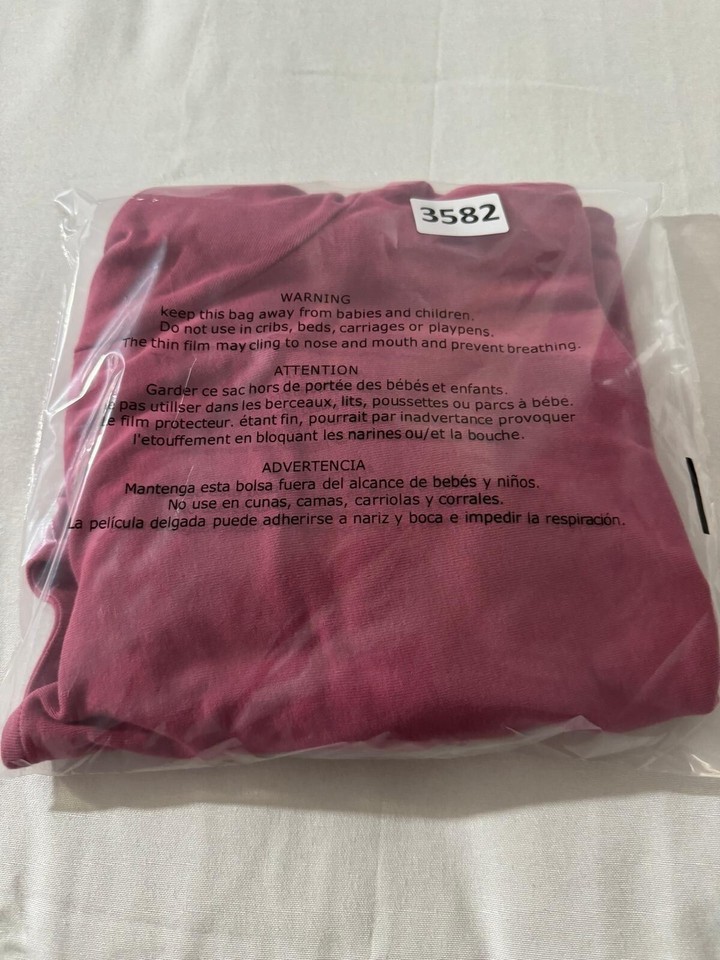 3582
WARNING
keep this bag away from babies and children.
Do not use in cribs, beds, carriages or playpens.
The thin film may cling to nose and mouth and prevent breathing.
ATTENTION
Garder ce sac hors de portée des bébés et enfants.
pas utiliser dans les berceaux, lits, poussettes ou parcs à bébé.
film protecteur. étant fin, pourrait par inadvertance provoquer
l'etouffement en bloquant les narines ou/et la bouche.
ADVERTENCIA
Mantenga esta bolsa fuera del alcance de bebés y niños.
No use en cunas, camas, carriolas y corrales.
La película delgada puede adherirse a nariz y boca e impedir la respiración.